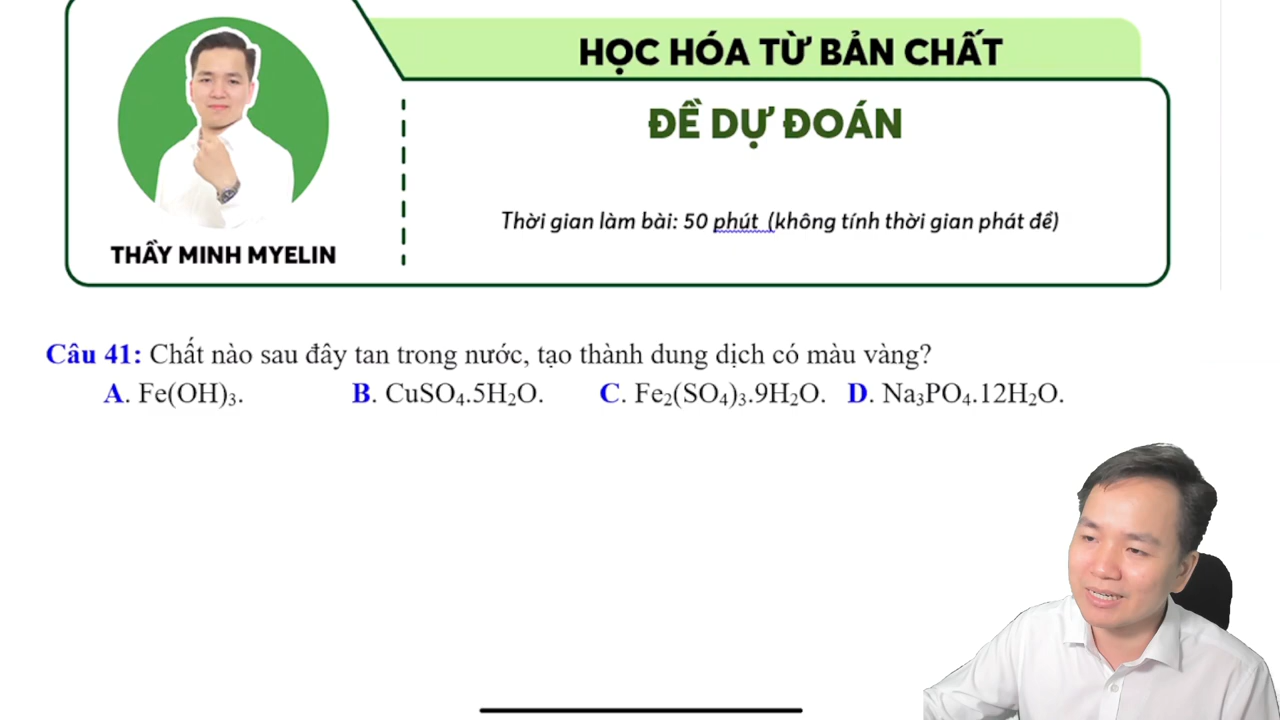 HỌC HÓA TỪ BẢN CHẤT
ĐỀ DỰ ĐOÁN
Thời gian làm bài: 50 phút (không tính thời gian phát đề)
THẦY MINH MYELIN
Câu 41: Chất nào sau đây tan trong nước, tạo thành dung dịch có màu vàng?
A. Fe(OH)₃. B. CuSO₄.5H₂O. C. Fe₂(SO₄)₃.9H₂O. D. Na₃PO₄.12H₂O.